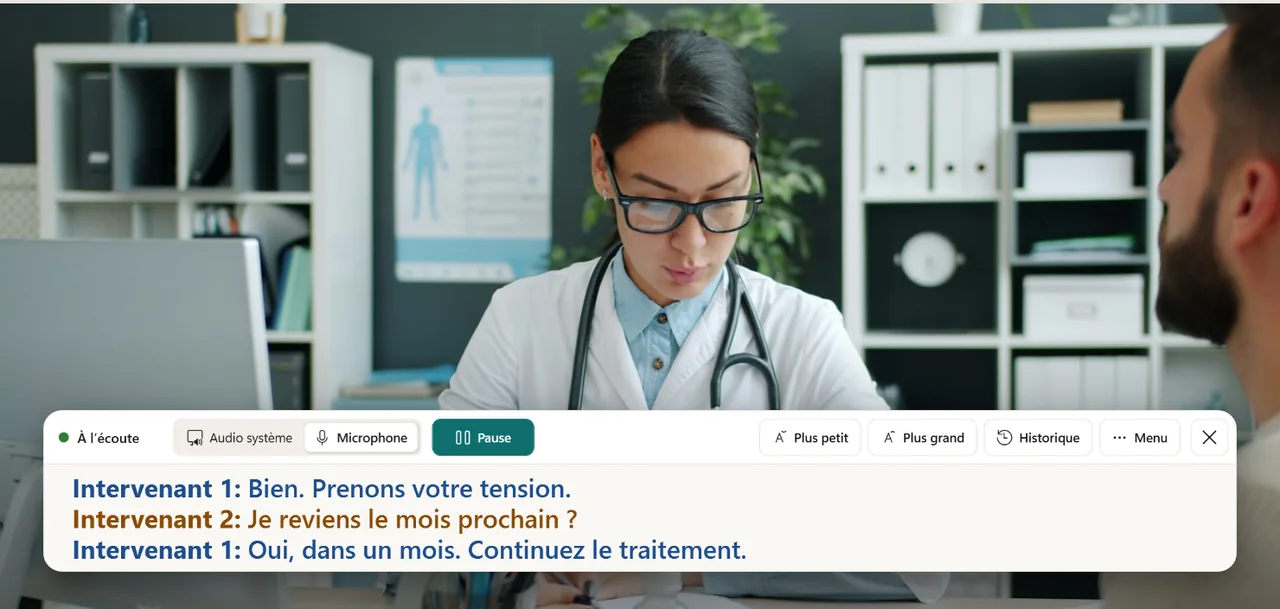 À l'écoute
Audio système
Microphone
Pause
Plus petit
Plus grand
Historique
Menu
Intervenant 1: Bien. Prenons votre tension.
Intervenant 2: Je reviens le mois prochain ?
Intervenant 1: Oui, dans un mois. Continuez le traitement.